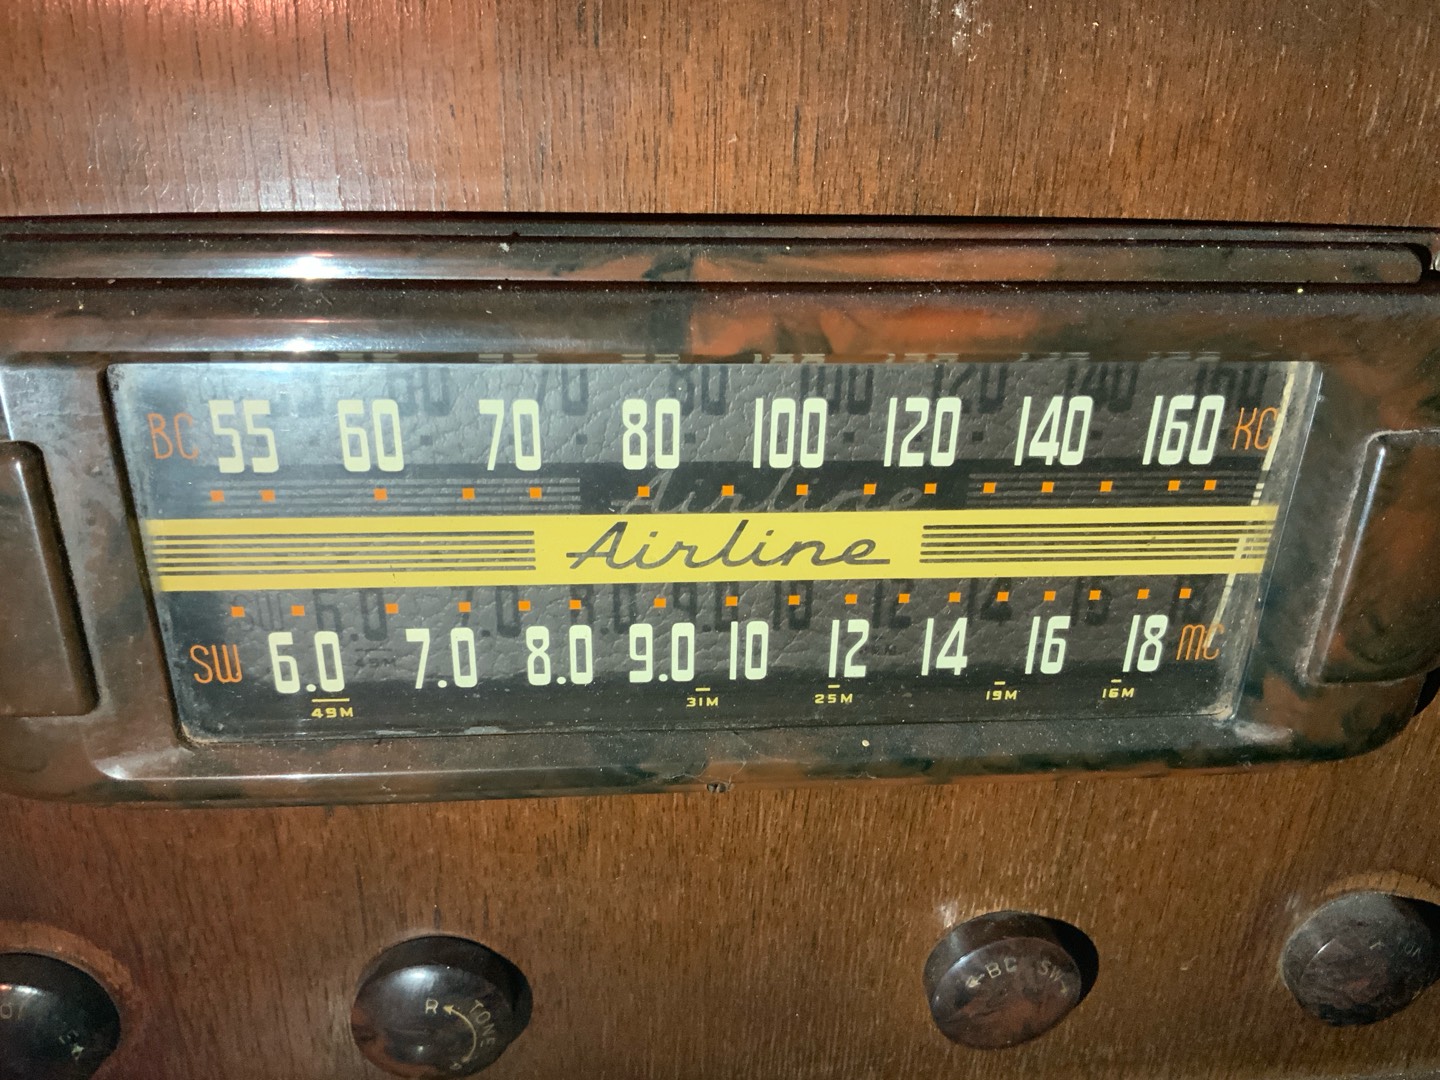 BC 55 60 70 80 100 120 140 160 KC
Airline
SW 6.0 7.0 8.0 9.0 10 12 14 16 18 MC
49M 31M 25M 19M 16M
R TONE
BC SW